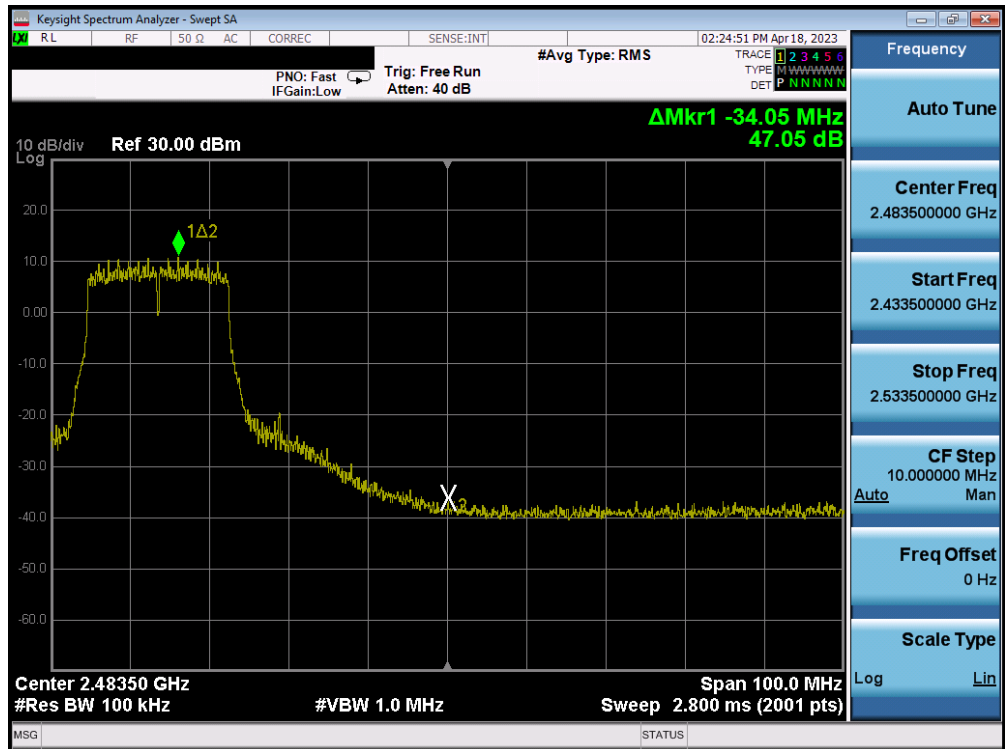 Keysight Spectrum Analyzer - Swept SA
LXI RL RF 50 Ω AC CORREC SENSE:INT 02:24:51 PM Apr 18, 2023
#Avg Type: RMS
TRACE 1 2 3 4 5 6
PNO: Fast Trig: Free Run
TYPE M WWWWW
IFGain:Low Atten: 40 dB
DET P N N N N N
ΔMkr1 -34.05 MHz
47.05 dB
10 dB/div Ref 30.00 dBm
Log
20.0
1Δ2
10.0
0.00
-10.0
-20.0
-30.0
X
-40.0
-50.0
-60.0
Center 2.48350 GHz Span 100.0 MHz
#Res BW 100 kHz #VBW 1.0 MHz Sweep 2.800 ms (2001 pts)
MSG STATUS
Frequency
Auto Tune
Center Freq
2.483500000 GHz
Start Freq
2.433500000 GHz
Stop Freq
2.533500000 GHz
CF Step
10.000000 MHz
Auto Man
Freq Offset
0 Hz
Scale Type
Log Lin